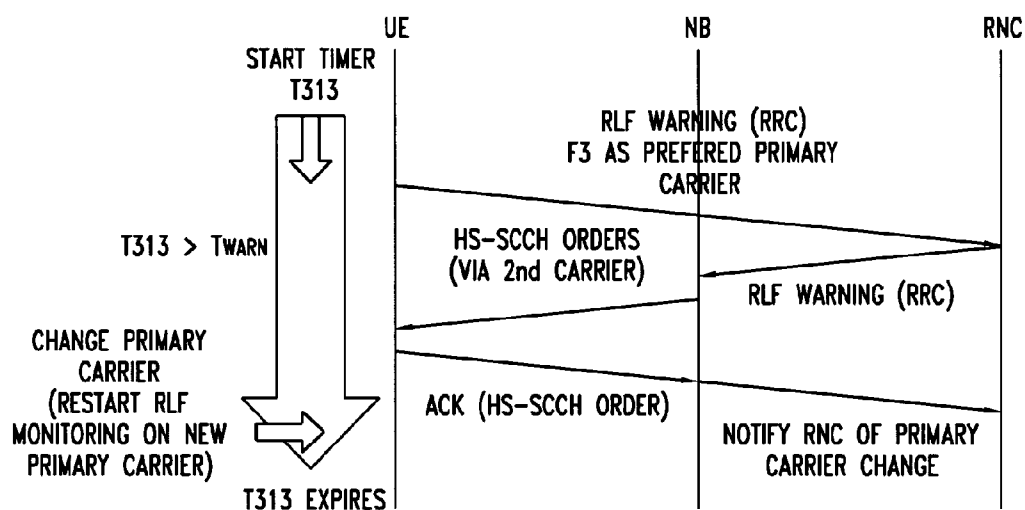 UE
NB
RNC
START TIMER
T313
RLF WARNING (RRC)
F3 AS PREFERED PRIMARY
CARRIER
T313 > TWARN
HS-SCCH ORDERS
(VIA 2nd CARRIER)
RLF WARNING (RRC)
CHANGE PRIMARY
CARRIER
(RESTART RLF
MONITORING ON NEW
PRIMARY CARRIER)
ACK (HS-SCCH ORDER)
NOTIFY RNC OF PRIMARY
CARRIER CHANGE
T313 EXPIRES